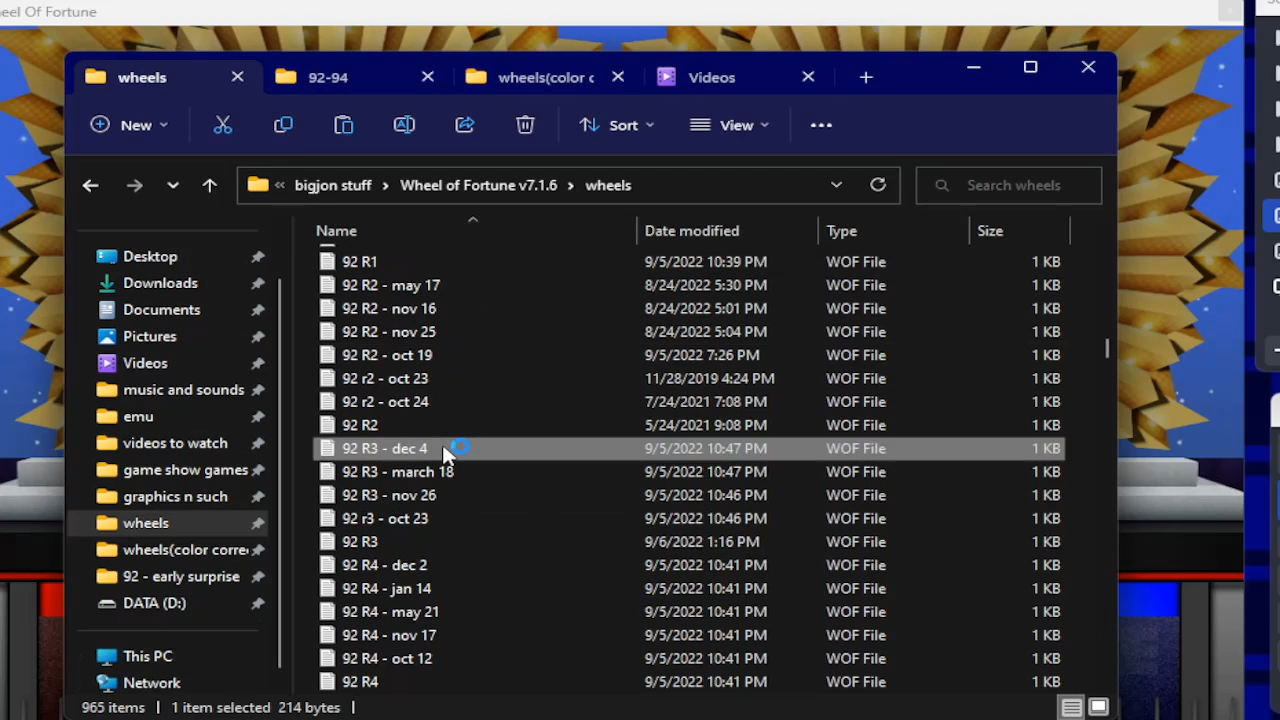 eel Of Fortune
wheels
92-94
wheels(color c
Videos
New
Sort
View
bigjon stuff
Wheel of Fortune v7.1.6
wheels
Search wheels
Name Date modified Type Size
Desktop
Downloads
Documents
Pictures
Videos
music and sounds
emu
videos to watch
game show games
graphics n such
wheels
wheels(color corre
92 - early surprise
DATA (D:)
This PC
Network
92 R1 9/5/2022 10:39 PM WOF File 1 KB
92 R2 - may 17 8/24/2022 5:30 PM WOF File 1 KB
92 R2 - nov 16 8/24/2022 5:01 PM WOF File 1 KB
92 R2 - nov 25 8/24/2022 5:04 PM WOF File 1 KB
92 R2 - oct 19 9/5/2022 7:26 PM WOF File 1 KB
92 r2 - oct 23 11/28/2019 4:24 PM WOF File 1 KB
92 r2 - oct 24 7/24/2021 7:08 PM WOF File 1 KB
92 R2 5/24/2021 9:08 PM WOF File 1 KB
92 R3 - dec 4 9/5/2022 10:47 PM WOF File 1 KB
92 R3 - march 18 9/5/2022 10:47 PM WOF File 1 KB
92 R3 - nov 26 9/5/2022 10:46 PM WOF File 1 KB
92 r3 - oct 23 9/5/2022 10:46 PM WOF File 1 KB
92 R3 9/6/2022 1:16 PM WOF File 1 KB
92 R4 - dec 2 9/5/2022 10:41 PM WOF File 1 KB
92 R4 - jan 14 9/5/2022 10:41 PM WOF File 1 KB
92 R4 - may 21 9/5/2022 10:41 PM WOF File 1 KB
92 R4 - nov 17 9/5/2022 10:41 PM WOF File 1 KB
92 R4 - oct 12 9/5/2022 10:41 PM WOF File 1 KB
92 R4 9/5/2022 10:41 PM WOF File 1 KB
965 items 1 item selected 214 bytes